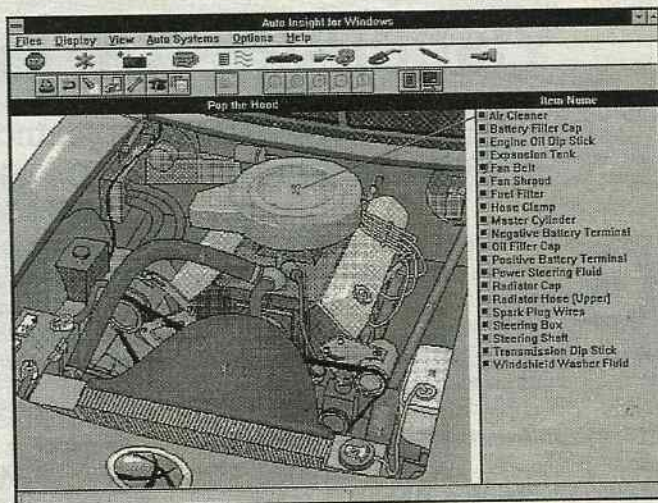 Auto Insight for Windows
Files Display View Auto Systems Options Help
Pop the Hood
Item Name
Air Cleaner
Battery Filler Cap
Engine Oil Dip Stick
Expansion Tank
Fan Belt
Fan Shroud
Fuel Filter
Hose Clamp
Master Cylinder
Negative Battery Terminal
Oil Filler Cap
Positive Battery Terminal
Power Steering Fluid
Radiator Cap
Radiator Hose [Upper]
Spark Plug Wires
Steering Box
Steering Shaft
Transmission Dip Stick
Windshield Washer Fluid